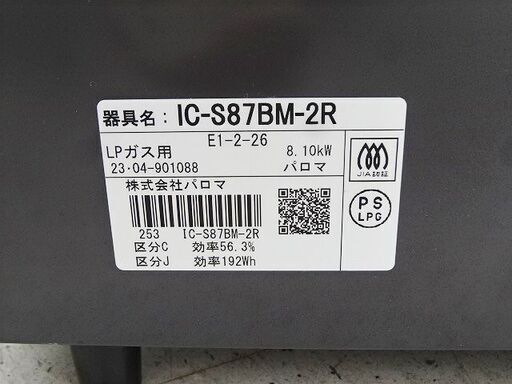 器具名: IC-S87BM-2R
E1-2-26
LPガス用 8.10kW
23・04-901088 パロマ
株式会社パロマ
253 IC-S87BM-2R
区分C 効率56.3%
区分J 効率192Wh
JIA認証
PS
LPG